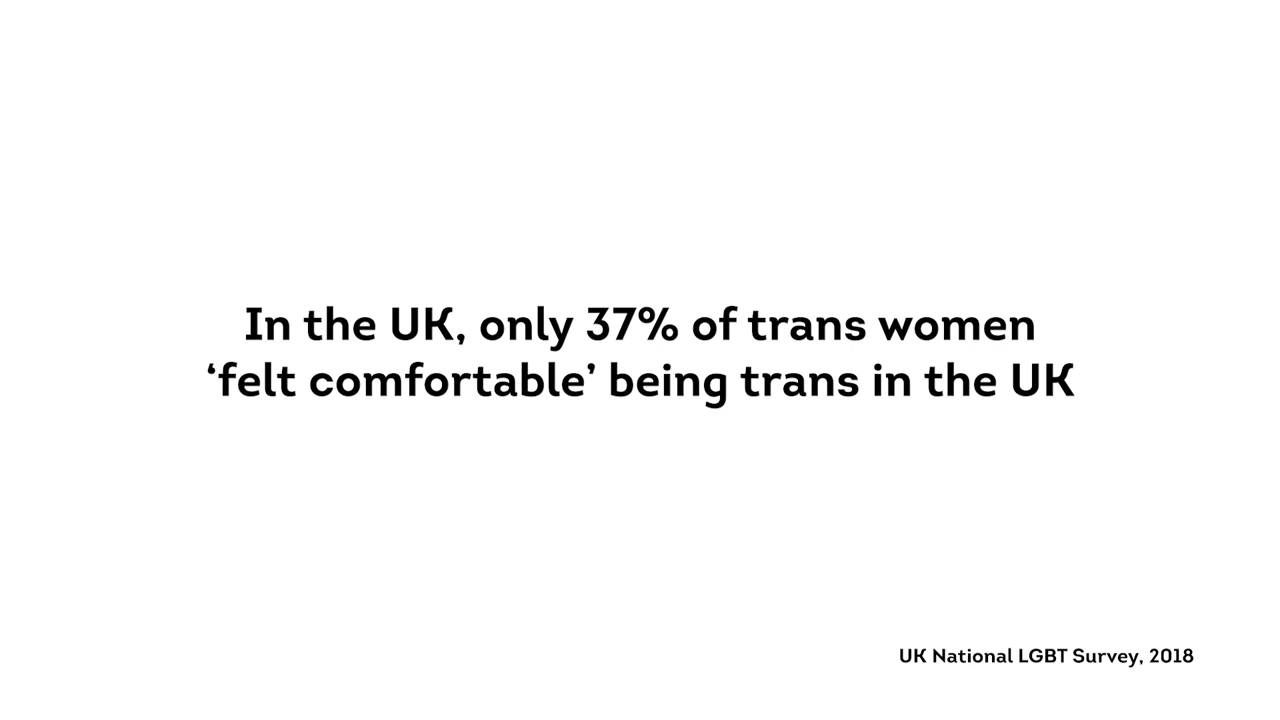 In the UK, only 37% of trans women
‘felt comfortable’ being trans in the UK
UK National LGBT Survey, 2018